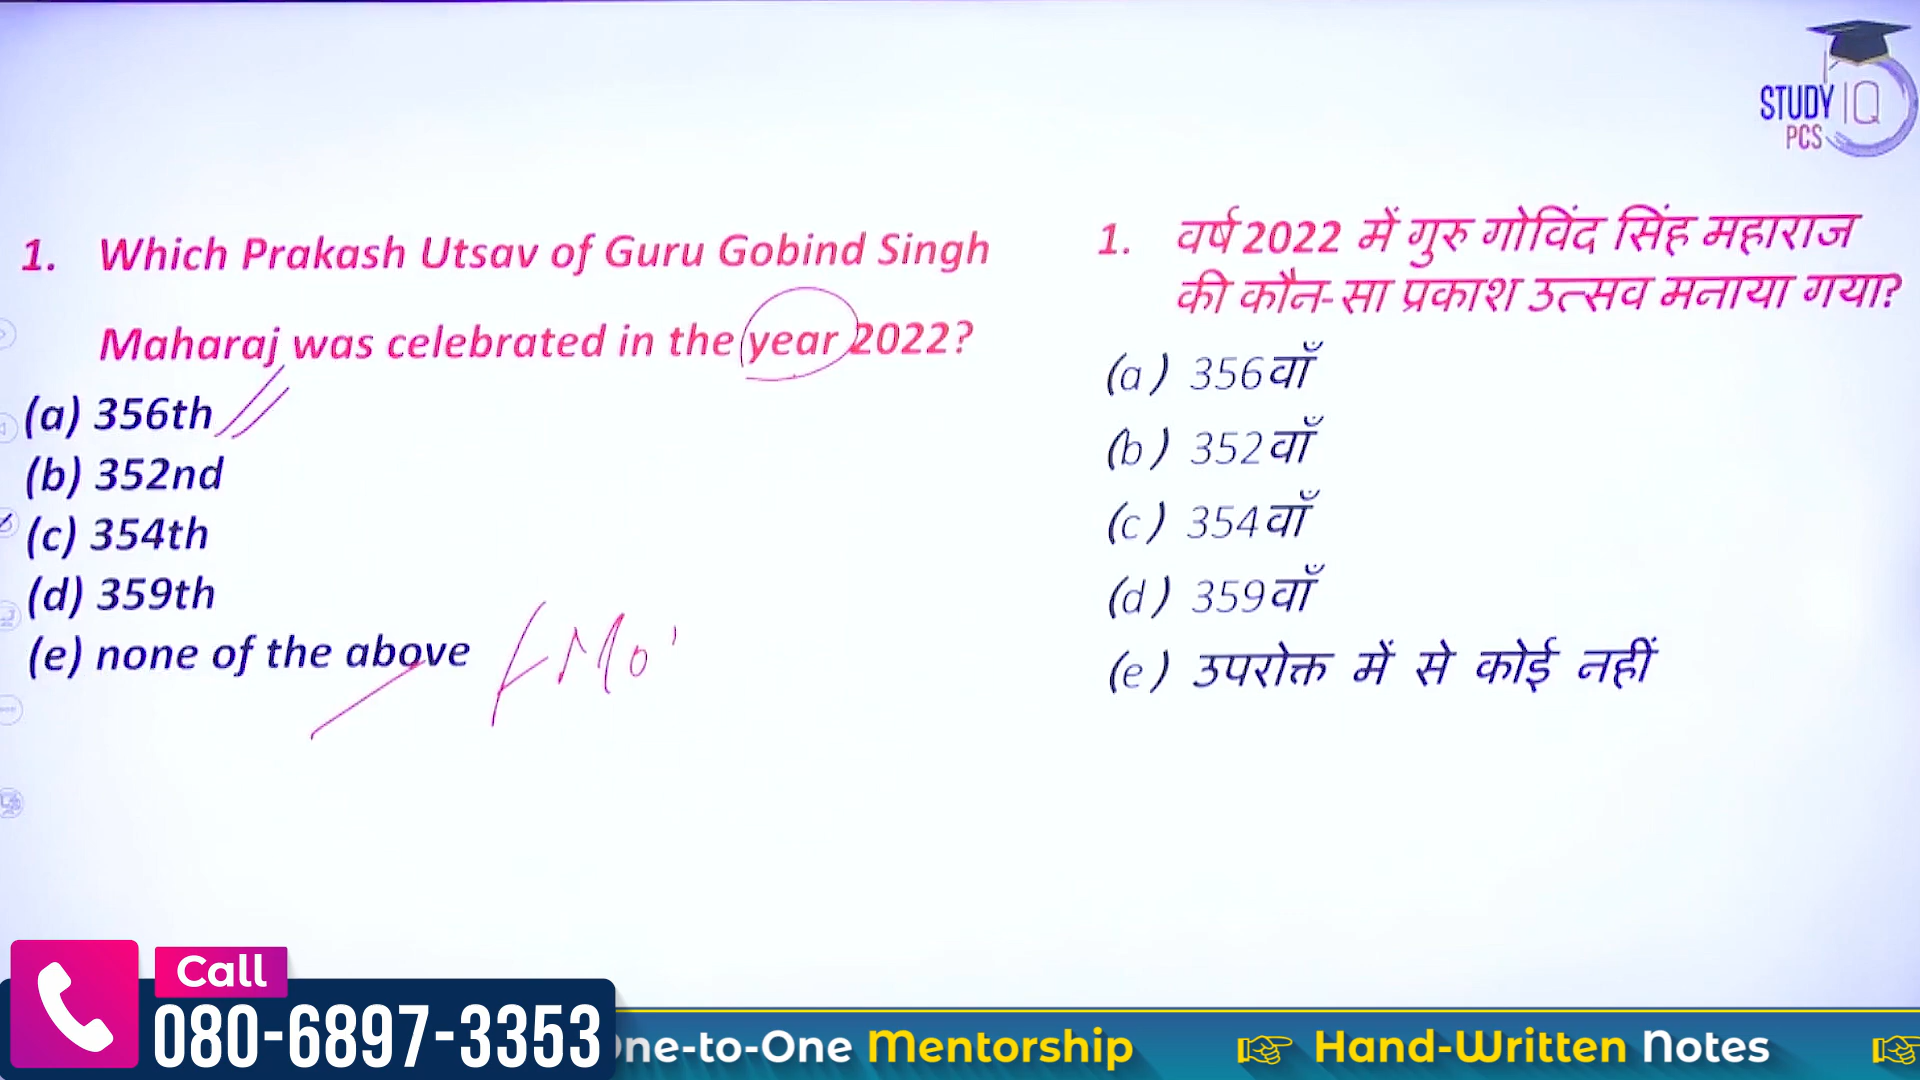 STUDY IQ
PCS
1. Which Prakash Utsav of Guru Gobind Singh
Maharaj was celebrated in the year 2022?
(a) 356th
(b) 352nd
(c) 354th
(d) 359th
(e) none of the above
1. वर्ष 2022 में गुरु गोविंद सिंह महाराज
की कौन-सा प्रकाश उत्सव मनाया गया?
(a) 356वाँ
(b) 352वाँ
(c) 354वाँ
(d) 359वाँ
(e) उपरोक्त में से कोई नहीं
Call
080-6897-3353
ne-to-One Mentorship
Hand-Written Notes